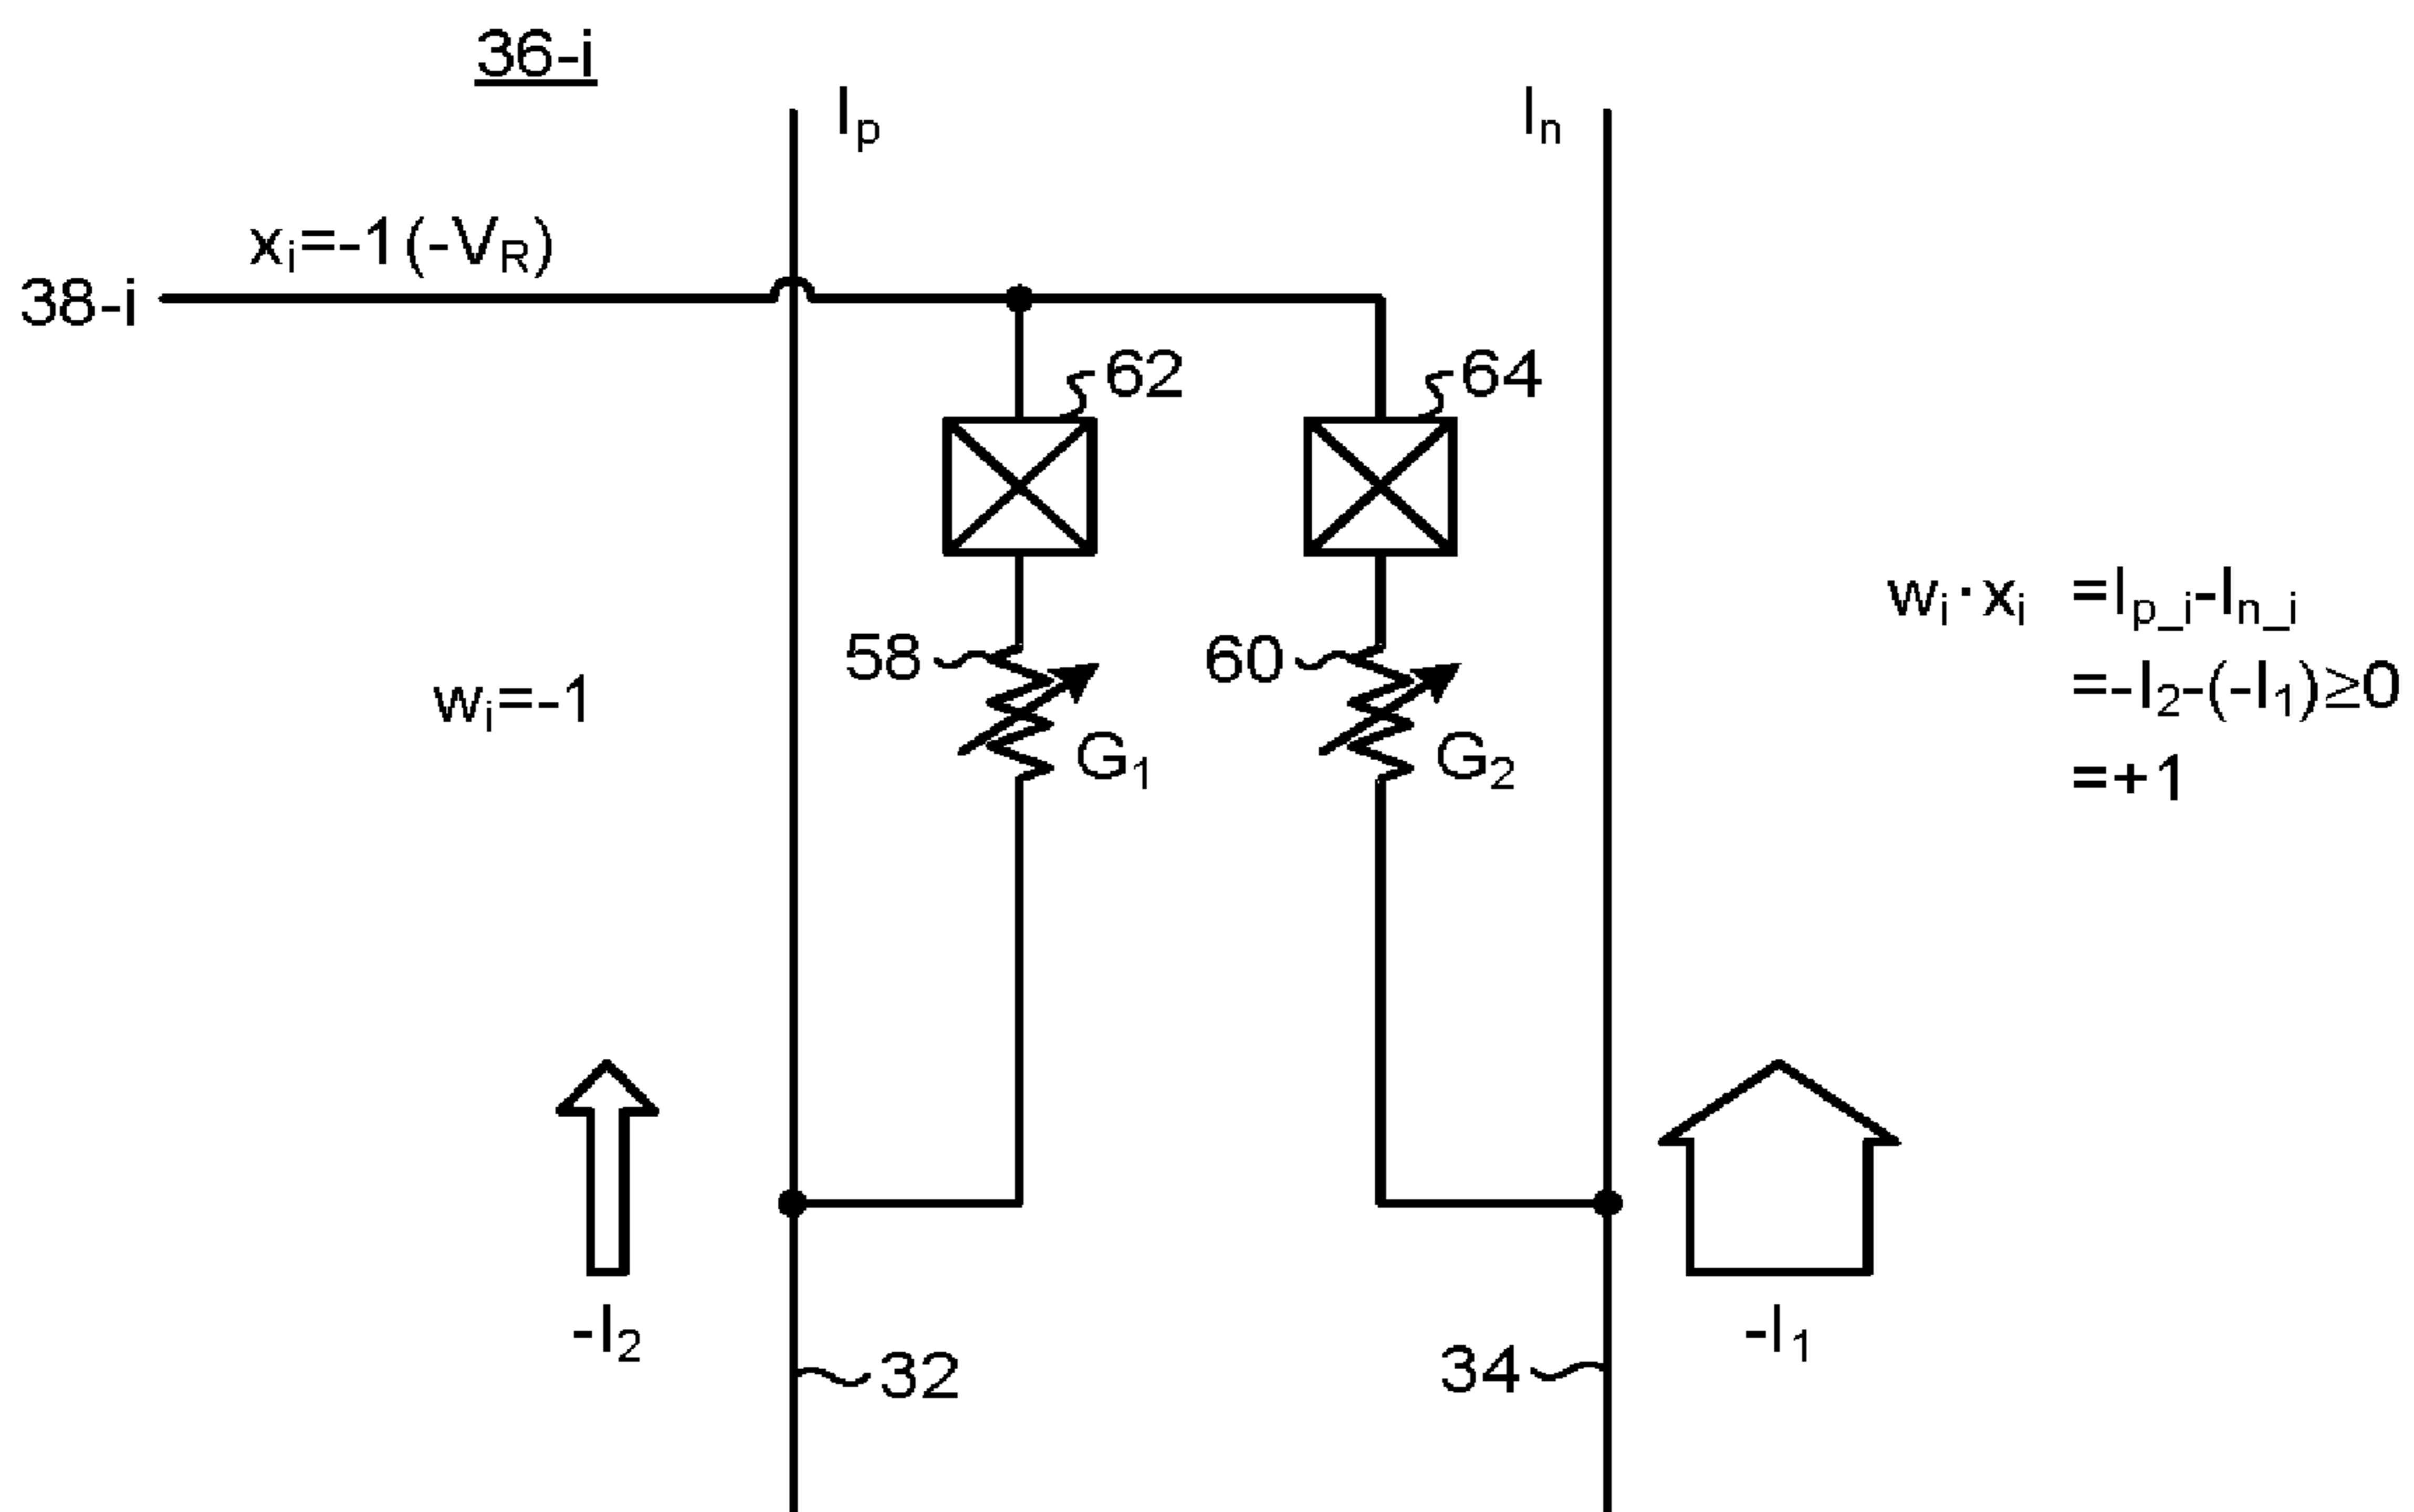 36-i
Ip
In
xi=-1(-VR)
38-i
62
64
wi·xi =Ip_i-In_i
58
60
wi=-1
=-I2-(-I1)≥0
G1
G2
=+1
-I2
-I1
32
34